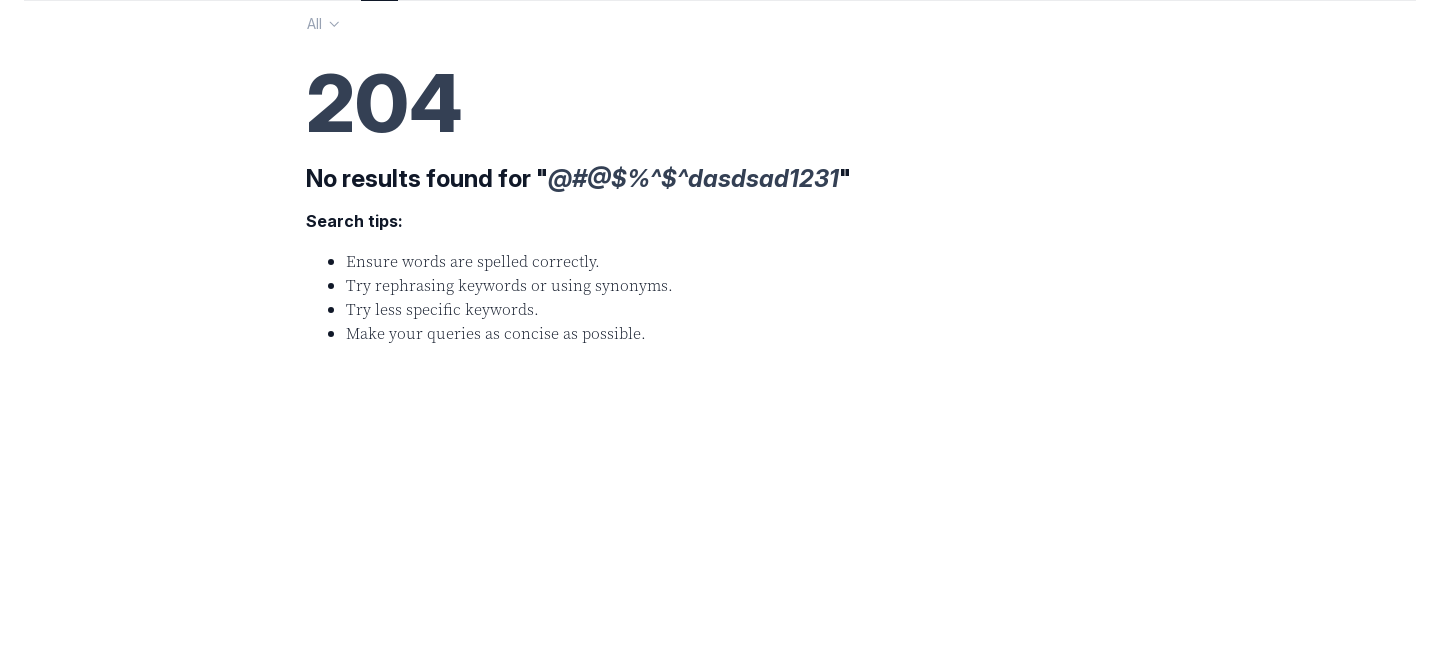 All
204
No results found for "@#@$%^$^dasdsad1231"
Search tips:
Ensure words are spelled correctly.
Try rephrasing keywords or using synonyms.
Try less specific keywords.
Make your queries as concise as possible.